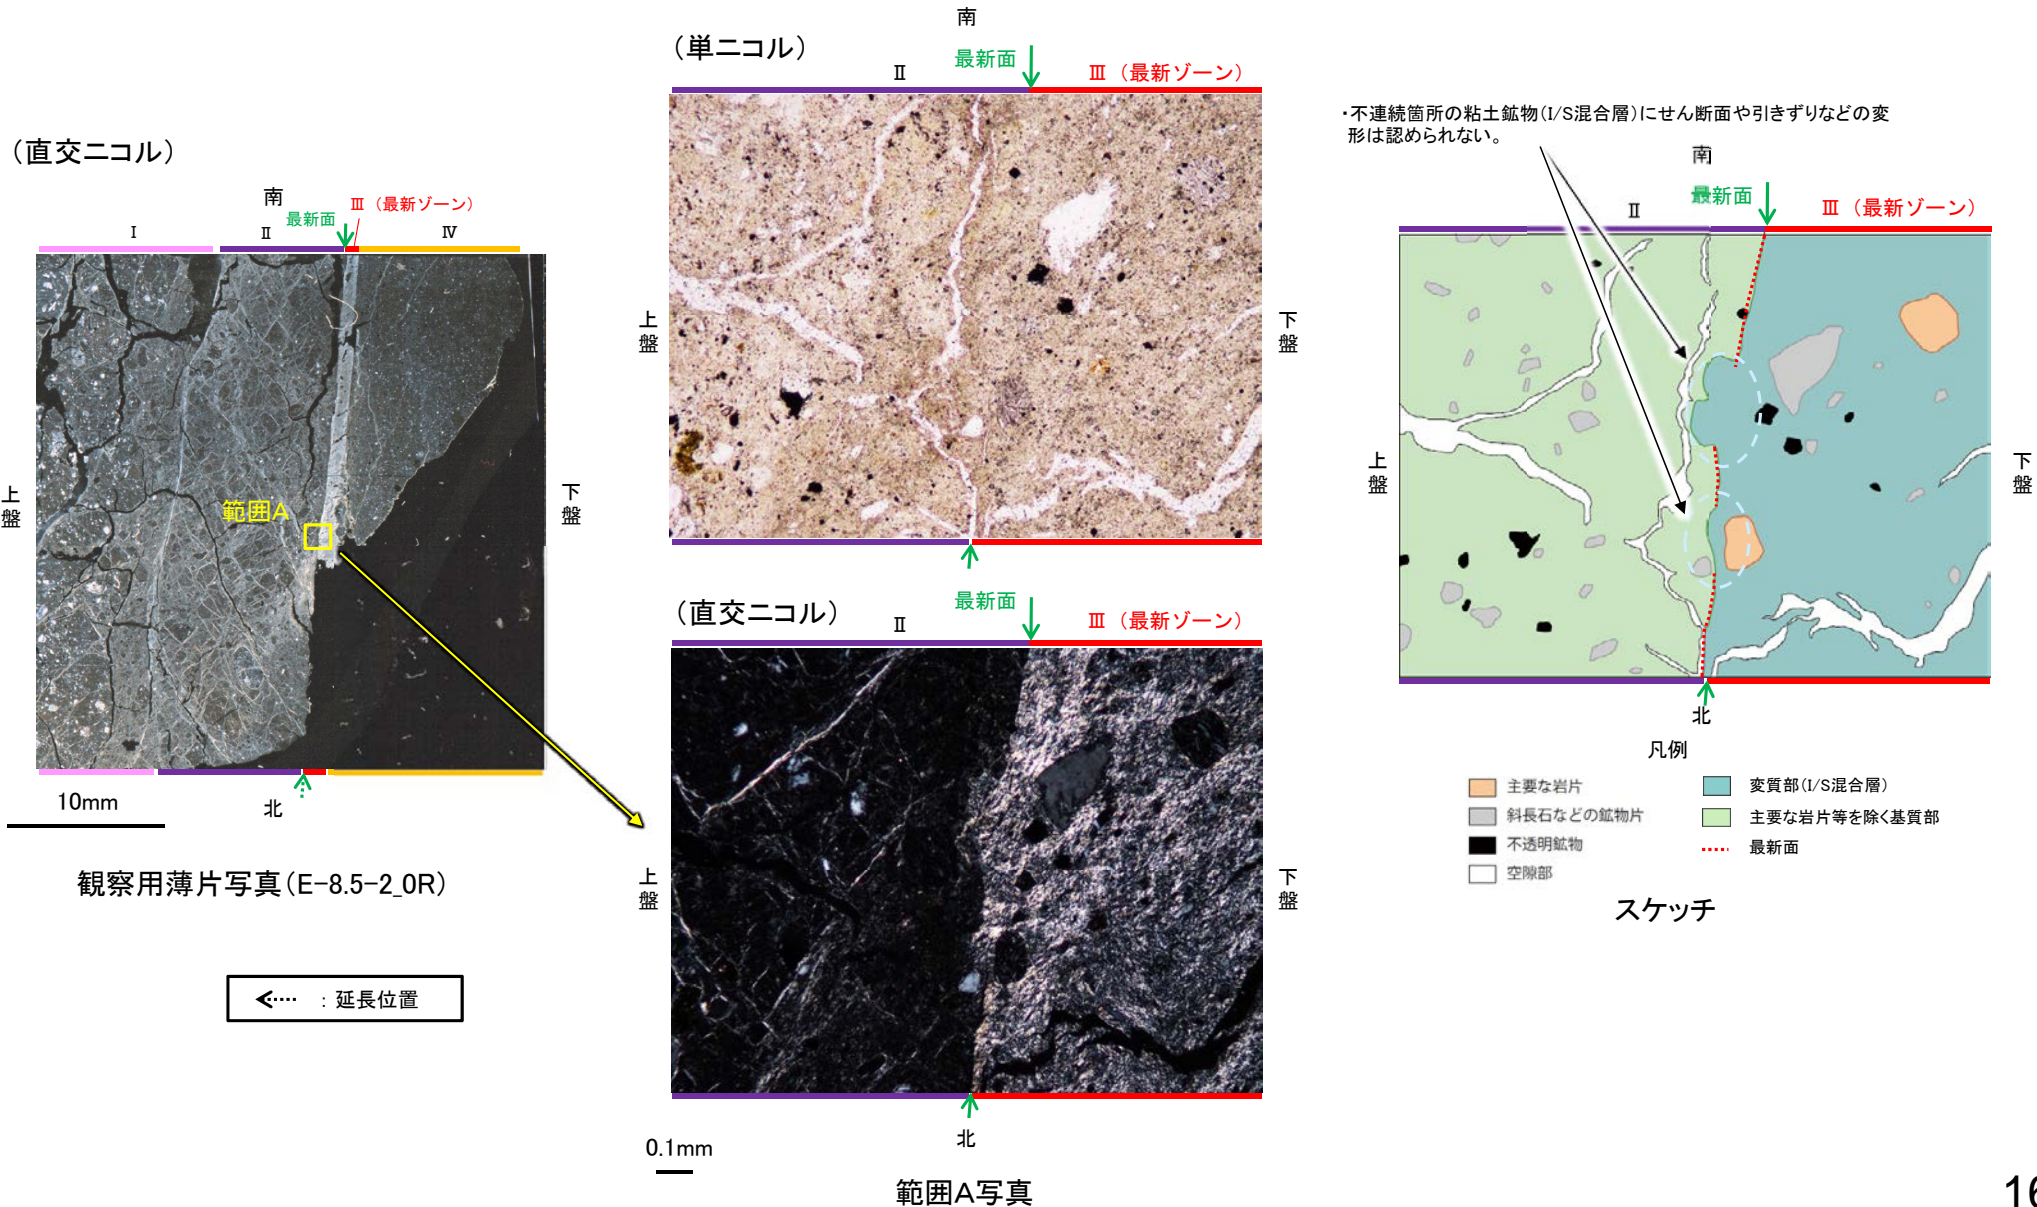 (直交ニコル)
南
最新面
Ⅲ (最新ゾーン)
Ⅰ
Ⅱ
Ⅳ
上盤
下盤
範囲A
10mm
北
観察用薄片写真(E-8.5-2_0R)
:延長位置
南
(単ニコル)
Ⅱ
最新面
Ⅲ (最新ゾーン)
上盤
下盤
(直交ニコル)
Ⅱ
最新面
Ⅲ (最新ゾーン)
上盤
下盤
北
0.1mm
範囲A写真
・不連続箇所の粘土鉱物(I/S混合層)にせん断面や引きずりなどの変
形は認められない。
南
Ⅱ
最新面
Ⅲ (最新ゾーン)
上盤
下盤
北
凡例
主要な岩片
斜長石などの鉱物片
不透明鉱物
空隙部
変質部(I/S混合層)
主要な岩片等を除く基質部
最新面
スケッチ